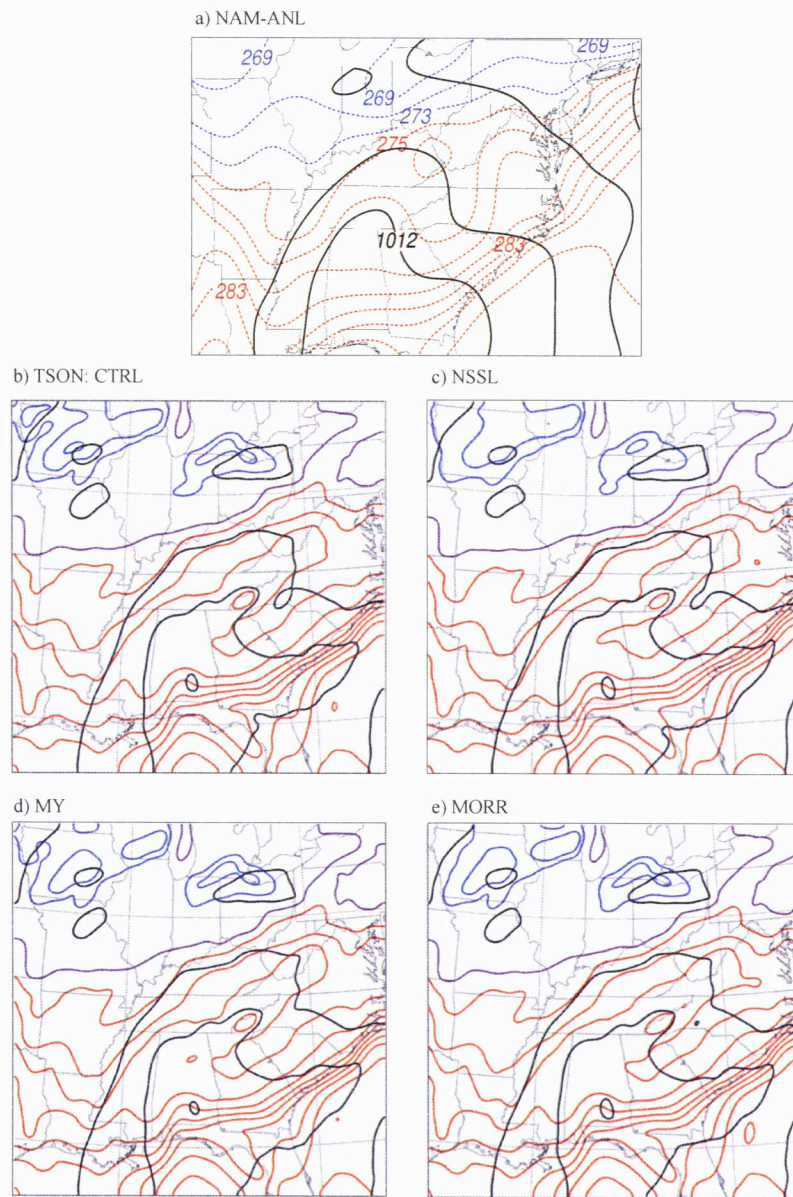 a) NAM-ANL
269
269
269
273
275
1012
283
283
b) TSON: CTRL
c) NSSL
d) MY
e) MORR